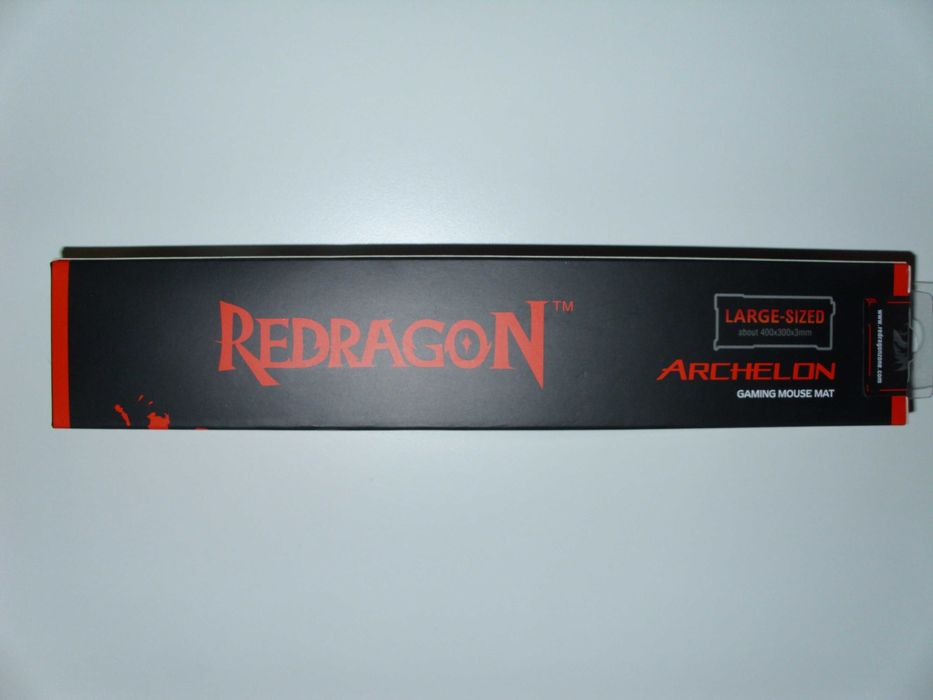 REDRAGON™
LARGE-SIZED
about 400x300x3mm
ARCHELON
GAMING MOUSE MAT
www.redragonzone.com